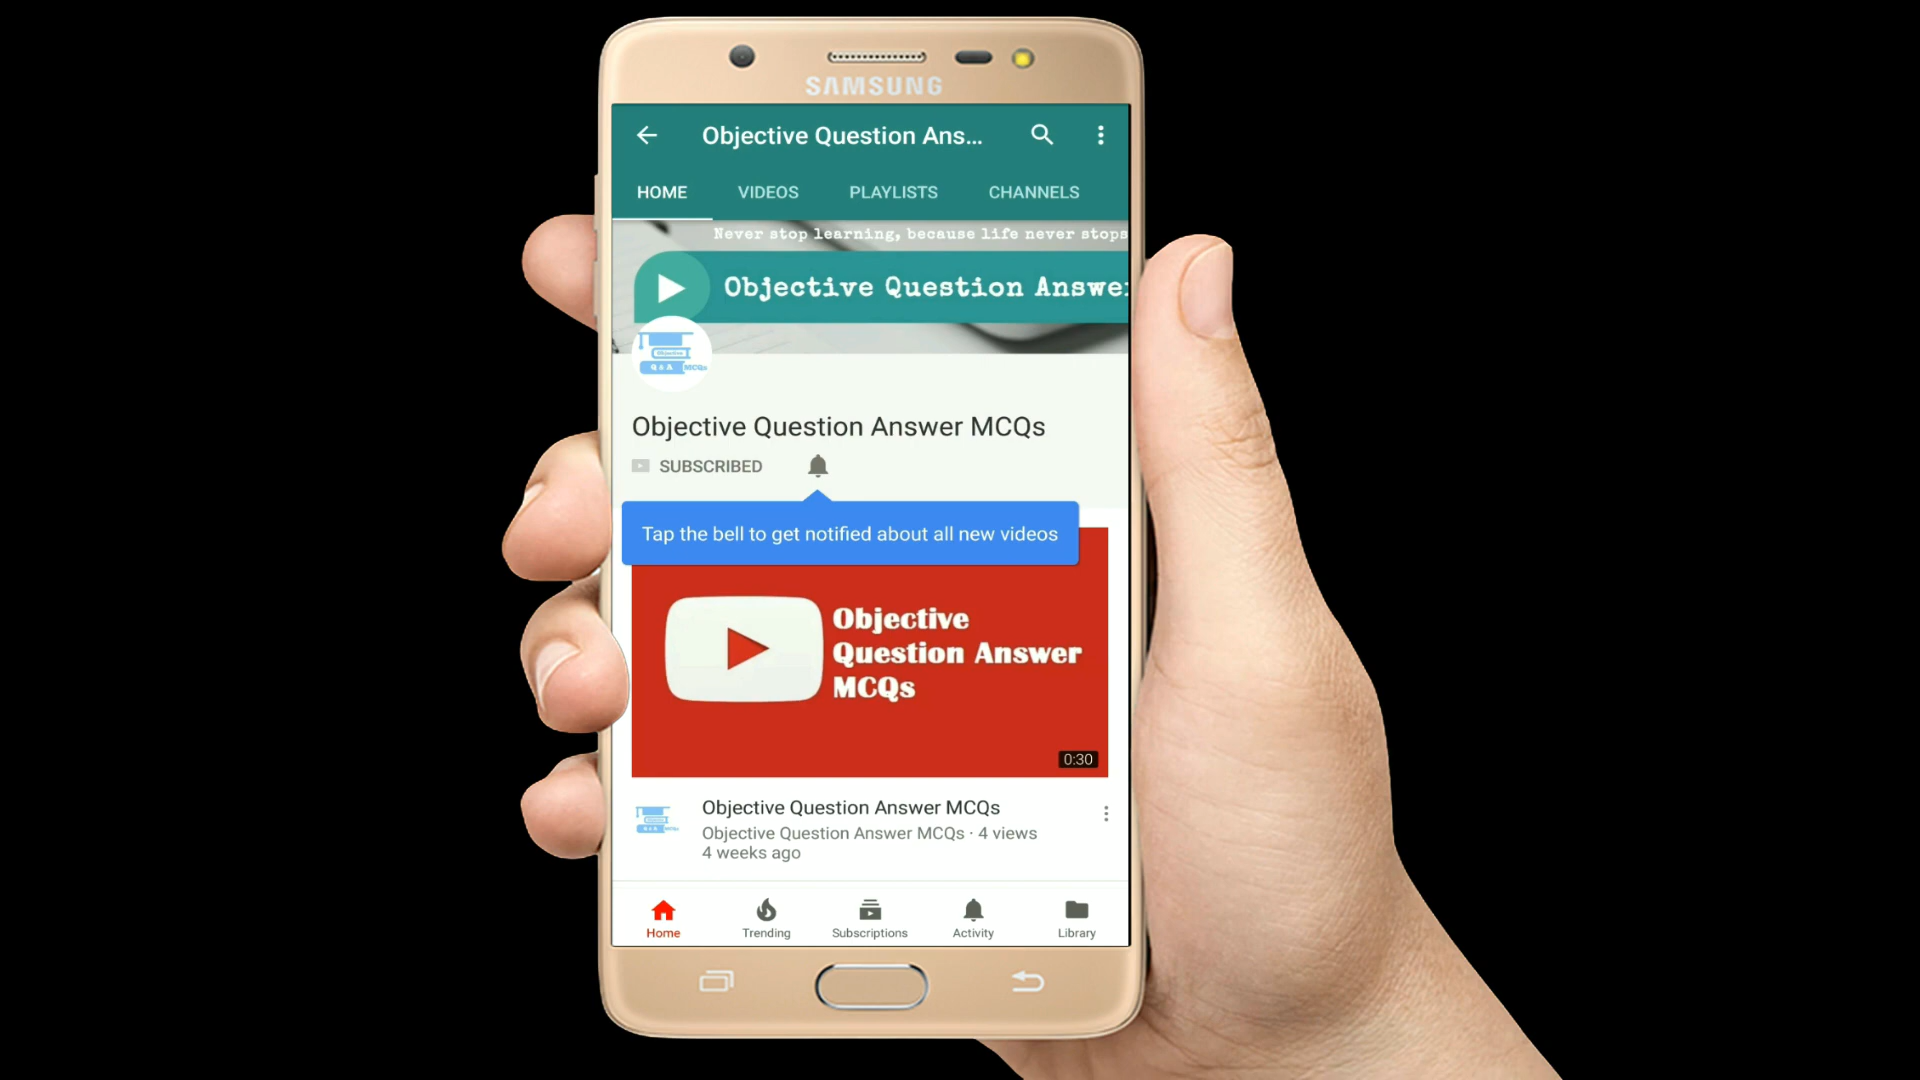 SAMSUNG
Objective Question Ans...
HOME VIDEOS PLAYLISTS CHANNELS
Never stop learning, because life never stops
Objective Question Answe
Objective
Q & A MCQs
Objective Question Answer MCQs
SUBSCRIBED
Tap the bell to get notified about all new videos
Objective
Question Answer
MCQs
0:30
Objective Question Answer MCQs
Objective Question Answer MCQs · 4 views
4 weeks ago
Home Trending Subscriptions Activity Library